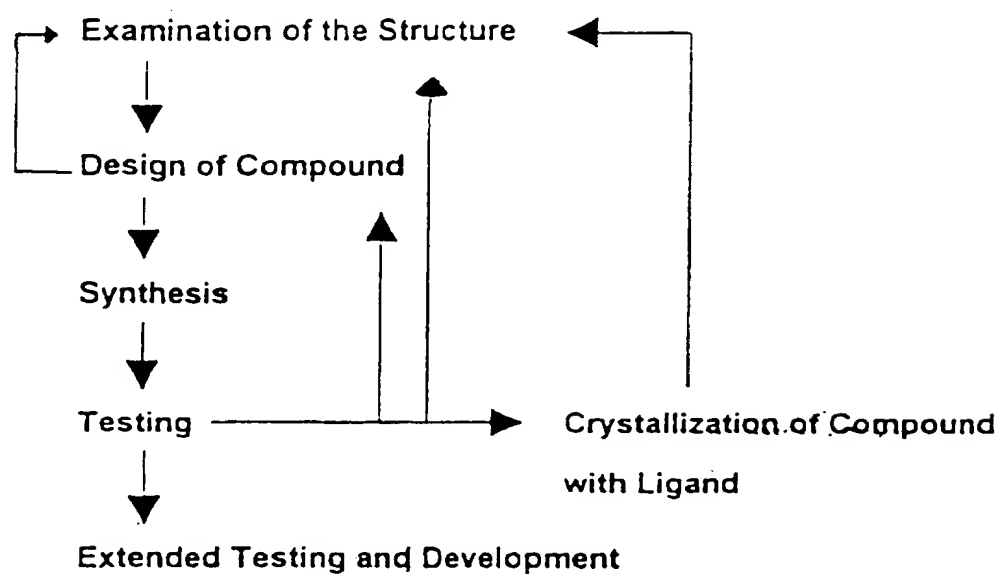 Examination of the Structure
Design of Compound
Synthesis
Testing
Crystallization of Compound
with Ligand
Extended Testing and Development